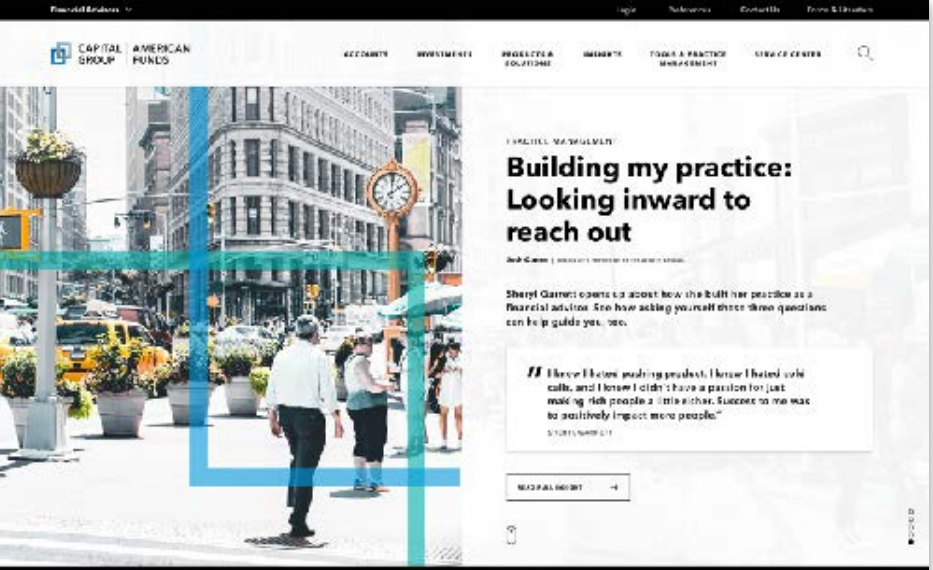 Financial Advisors
Login Preferences Contact Us Forms & Literature
CAPITAL GROUP | AMERICAN FUNDS
ACCOUNTS INVESTMENTS PRODUCTS & SOLUTIONS INSIGHTS TOOLS & PRACTICE MANAGEMENT SERVICE CENTER
PRACTICE MANAGEMENT
Building my practice:
Looking inward to
reach out
Sheryl Garrett opens up about how she built her practice as a
financial advisor. See how asking yourself these three questions
can help guide you, too.
" I knew I hated pushing product. I knew I hated cold
calls, and I knew I didn't have a passion for just
making rich people a little richer. Success to me was
to positively impact more people."
SHERYL GARRETT
READ FULL INSIGHT